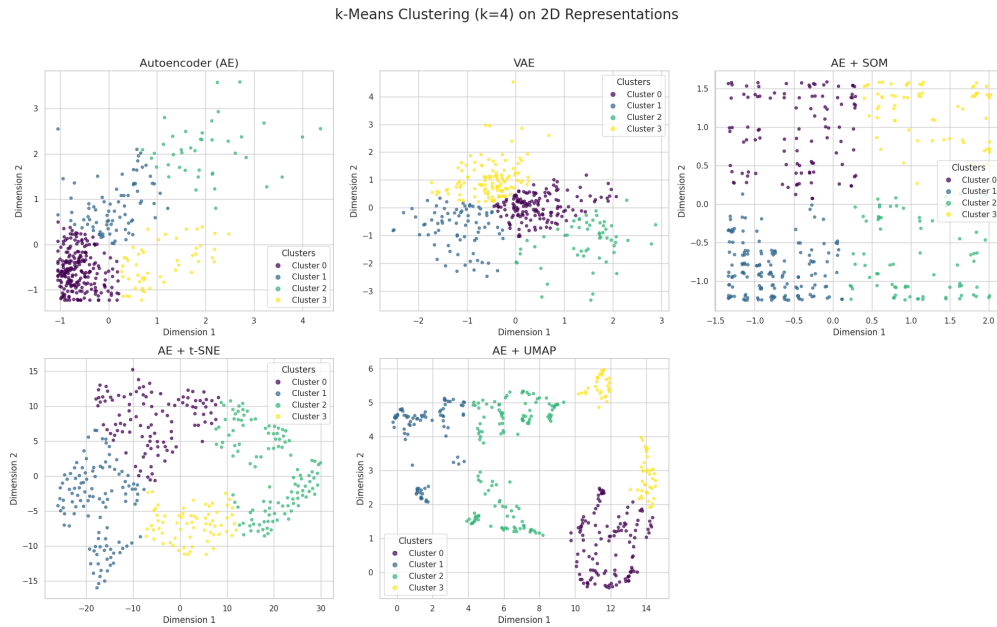 k-Means Clustering (k=4) on 2D Representations
Autoencoder (AE)
Dimension 2
3
2
1
0
−1
−1
0
1
2
3
4
Dimension 1
Clusters
Cluster 0
Cluster 1
Cluster 2
Cluster 3
VAE
Dimension 2
4
3
2
1
0
−1
−2
−3
−2
−1
0
1
2
3
Dimension 1
Clusters
Cluster 0
Cluster 1
Cluster 2
Cluster 3
AE + SOM
Dimension 2
1.5
1.0
0.5
0.0
−0.5
−1.0
−1.5
−1.0
−0.5
0.0
0.5
1.0
1.5
2.0
Dimension 1
Clusters
Cluster 0
Cluster 1
Cluster 2
Cluster 3
AE + t-SNE
Dimension 2
15
10
5
0
−5
−10
−15
−20
−10
0
10
20
30
Dimension 1
Clusters
Cluster 0
Cluster 1
Cluster 2
Cluster 3
AE + UMAP
Dimension 2
6
5
4
3
2
1
0
0
2
4
6
8
10
12
14
Dimension 1
Clusters
Cluster 0
Cluster 1
Cluster 2
Cluster 3